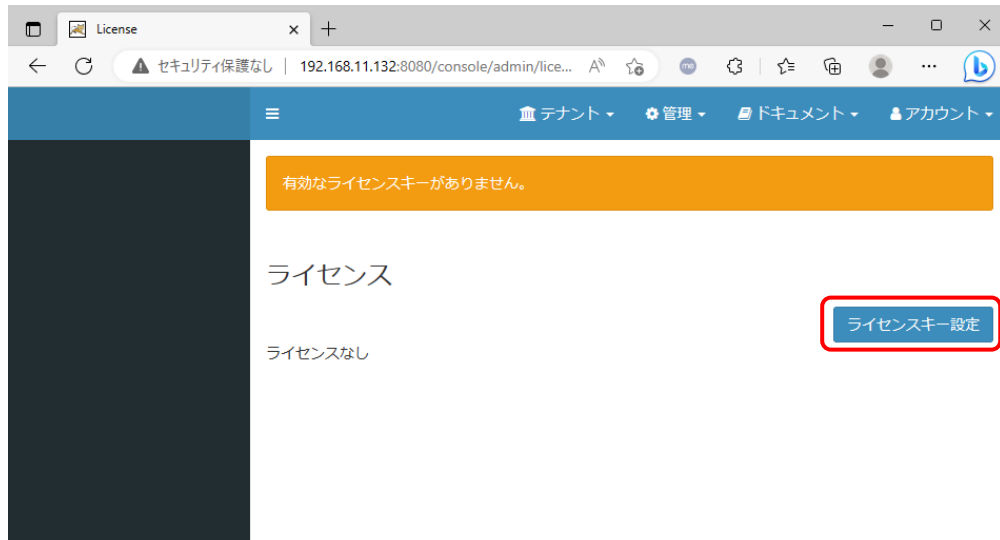 License
セキュリティ保護なし | 192.168.11.132:8080/console/admin/lice...
テナント 管理 ドキュメント アカウント
有効なライセンスキーがありません。
ライセンス
ライセンスキー設定
ライセンスなし